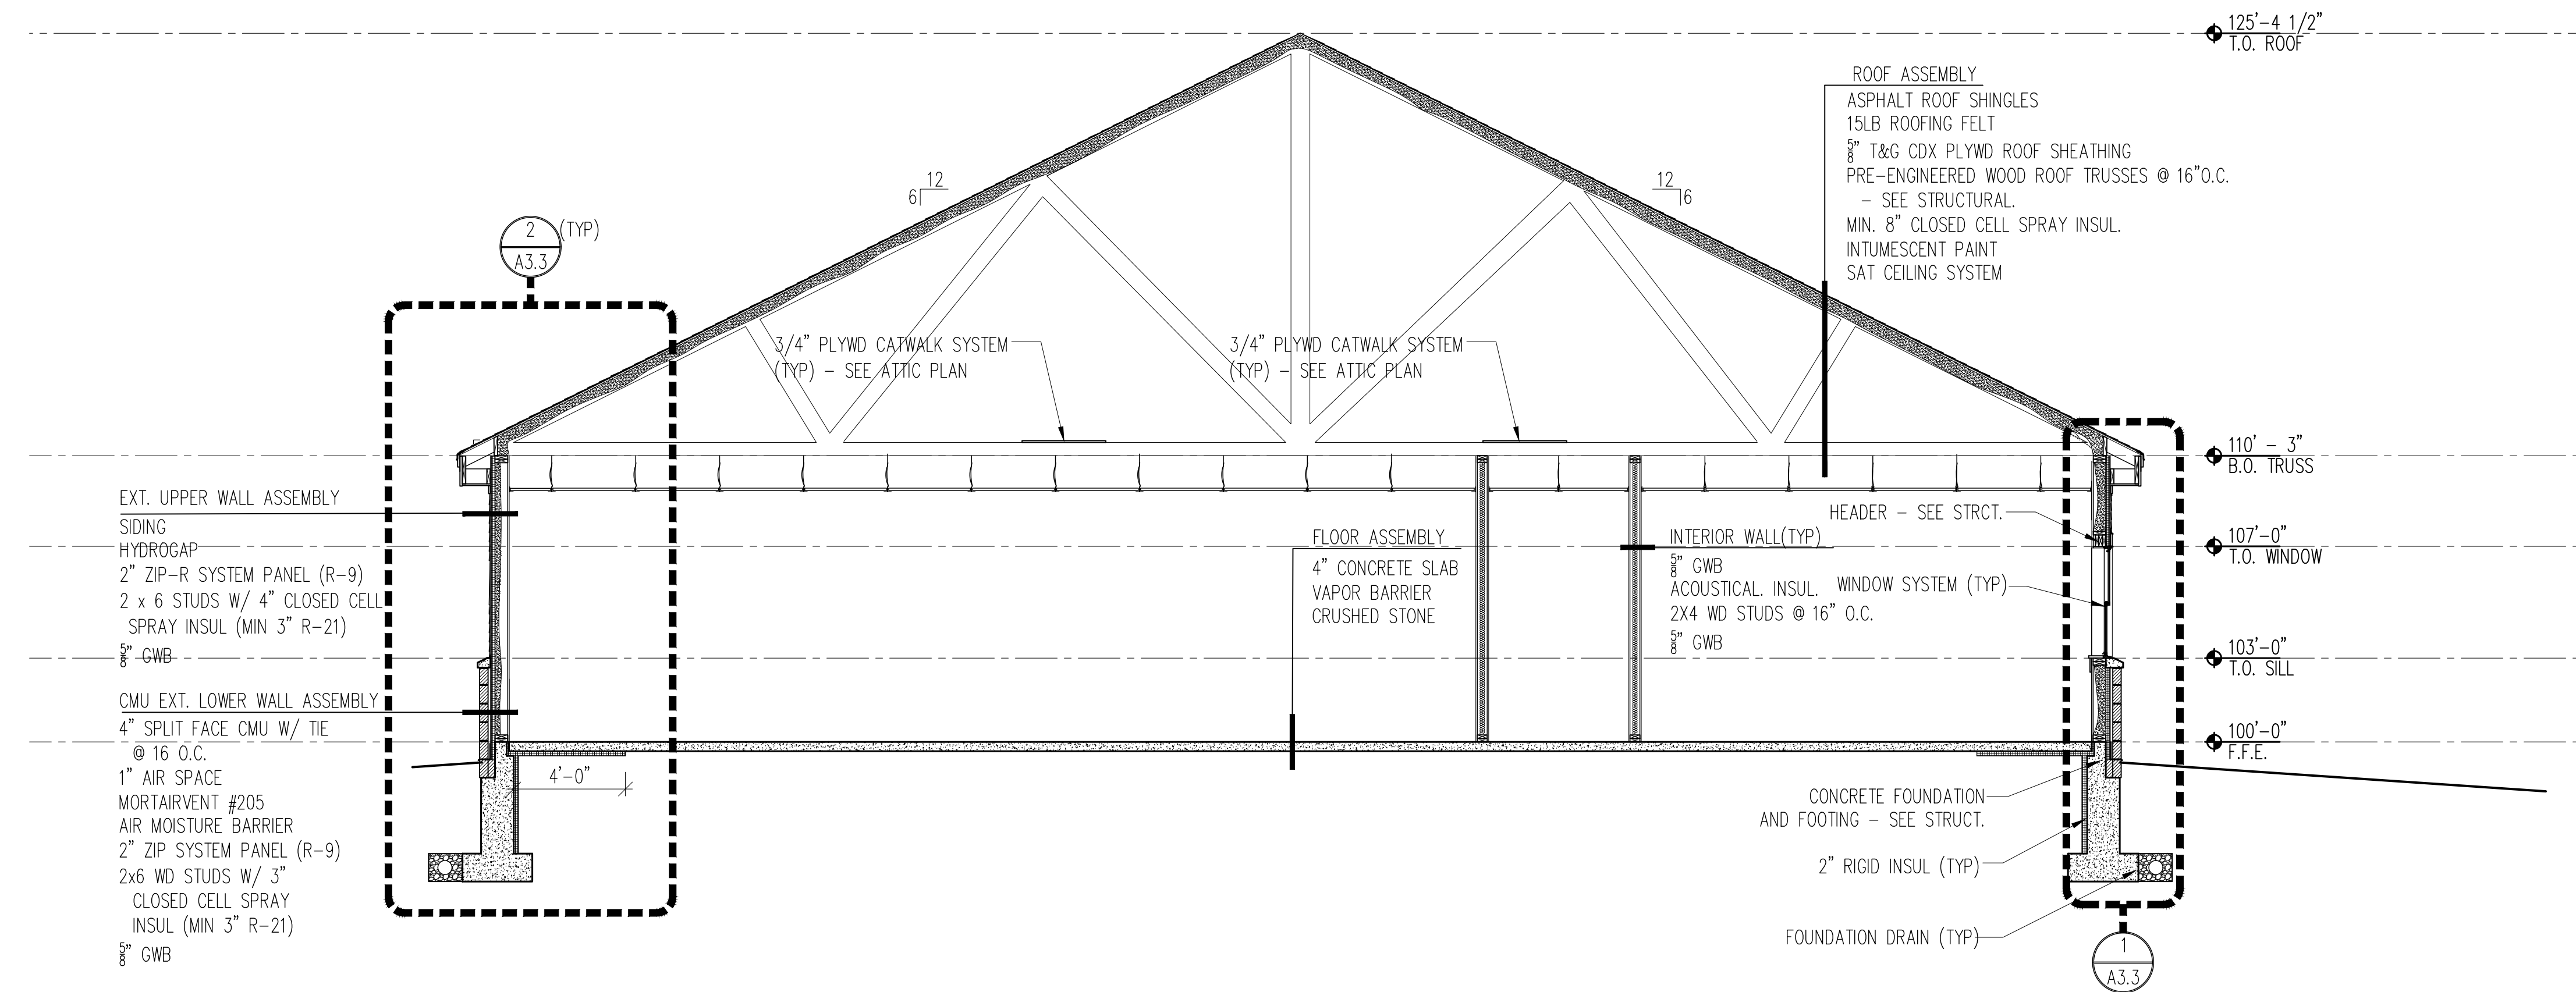 125'-4 1/2"
T.O. ROOF
ROOF ASSEMBLY
ASPHALT ROOF SHINGLES
15LB ROOFING FELT
5/8" T&G CDX PLYWD ROOF SHEATHING
PRE-ENGINEERED WOOD ROOF TRUSSES @ 16"O.C.
- SEE STRUCTURAL.
MIN. 8" CLOSED CELL SPRAY INSUL.
INTUMESCENT PAINT
SAT CEILING SYSTEM
12
6
12
6
2
(TYP)
A3.3
3/4" PLYWD CATWALK SYSTEM
(TYP) - SEE ATTIC PLAN
3/4" PLYWD CATWALK SYSTEM
(TYP) - SEE ATTIC PLAN
110' - 3"
B.O. TRUSS
EXT. UPPER WALL ASSEMBLY
SIDING
HYDROGAP
2" ZIP-R SYSTEM PANEL (R-9)
2 x 6 STUDS W/ 4" CLOSED CELL
SPRAY INSUL (MIN 3" R-21)
5/8" GWB
CMU EXT. LOWER WALL ASSEMBLY
4" SPLIT FACE CMU W/ TIE
@ 16 O.C.
1" AIR SPACE
MORTAIRVENT #205
AIR MOISTURE BARRIER
2" ZIP SYSTEM PANEL (R-9)
2x6 WD STUDS W/ 3"
CLOSED CELL SPRAY
INSUL (MIN 3" R-21)
5/8" GWB
4'-0"
FLOOR ASSEMBLY
4" CONCRETE SLAB
VAPOR BARRIER
CRUSHED STONE
INTERIOR WALL(TYP)
5/8" GWB
ACOUSTICAL. INSUL.
2X4 WD STUDS @ 16" O.C.
5/8" GWB
HEADER - SEE STRCT.
WINDOW SYSTEM (TYP)
107'-0"
T.O. WINDOW
103'-0"
T.O. SILL
100'-0"
F.F.E.
CONCRETE FOUNDATION
AND FOOTING - SEE STRUCT.
2" RIGID INSUL (TYP)
FOUNDATION DRAIN (TYP)
1
A3.3